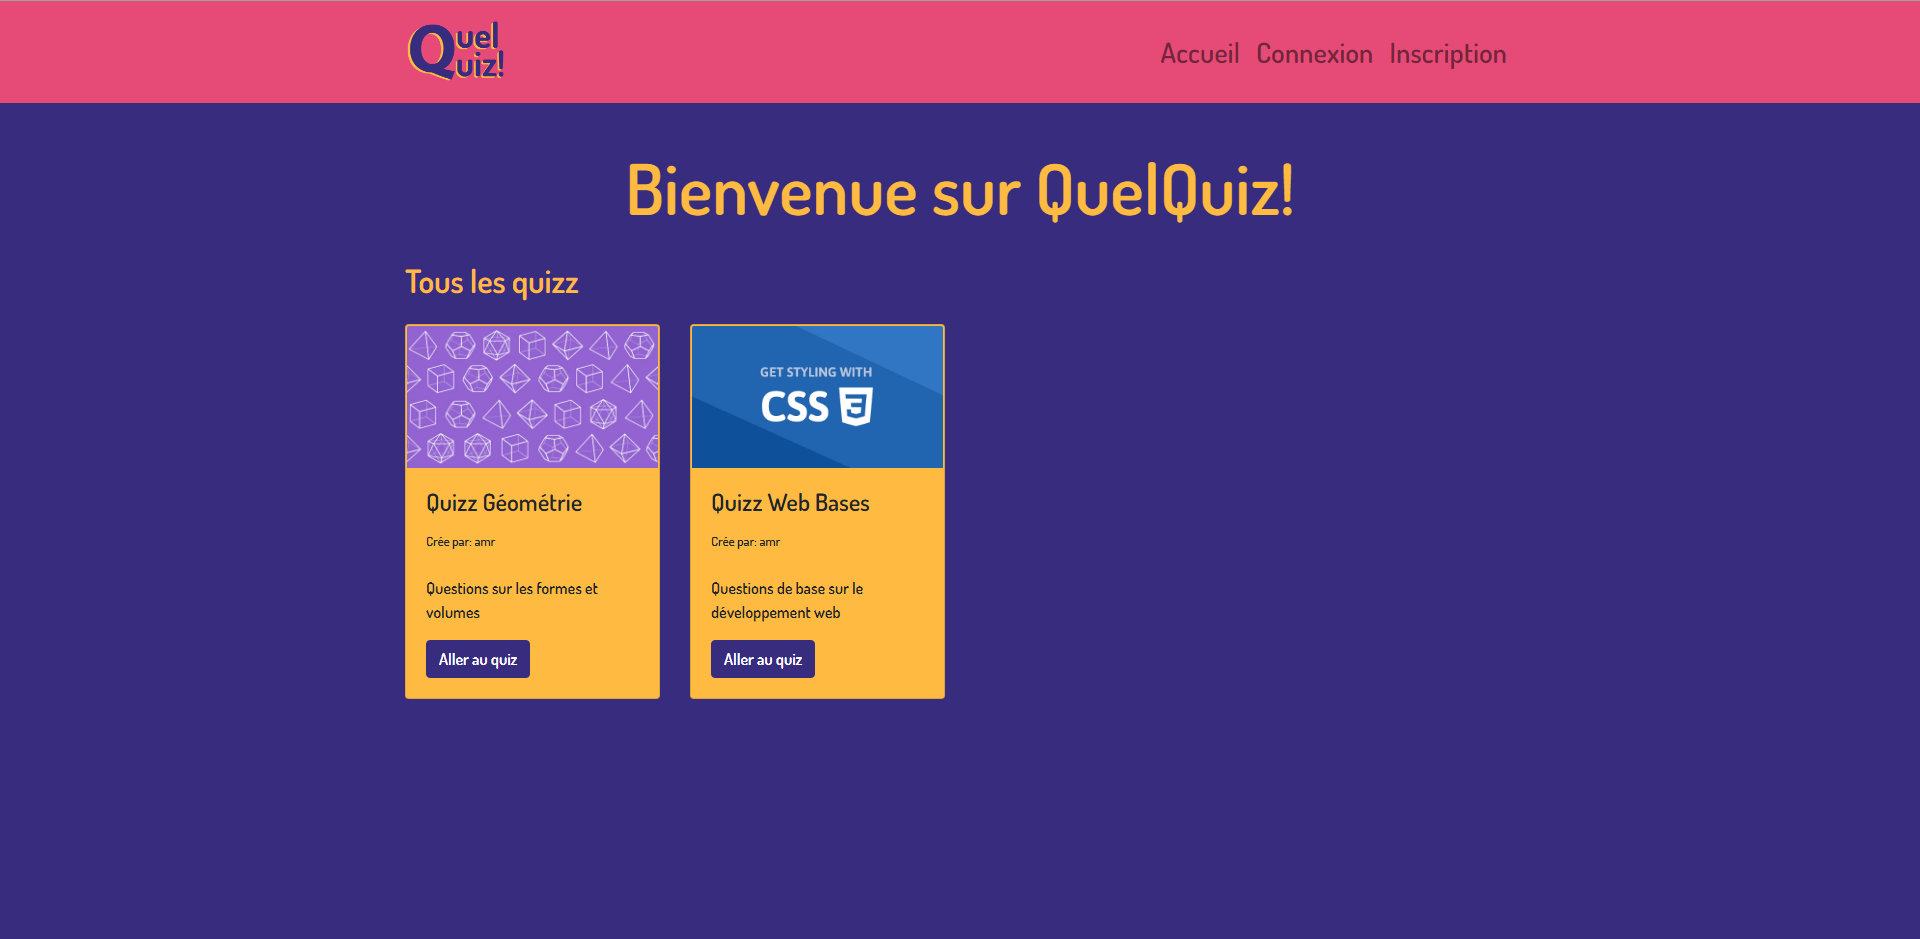 Quel
Quiz!
Accueil Connexion Inscription
Bienvenue sur QuelQuiz!
Tous les quizz
GET STYLING WITH
CSS 3
Quizz Géométrie
Crée par: amr
Questions sur les formes et
volumes
Aller au quiz
Quizz Web Bases
Crée par: amr
Questions de base sur le
développement web
Aller au quiz